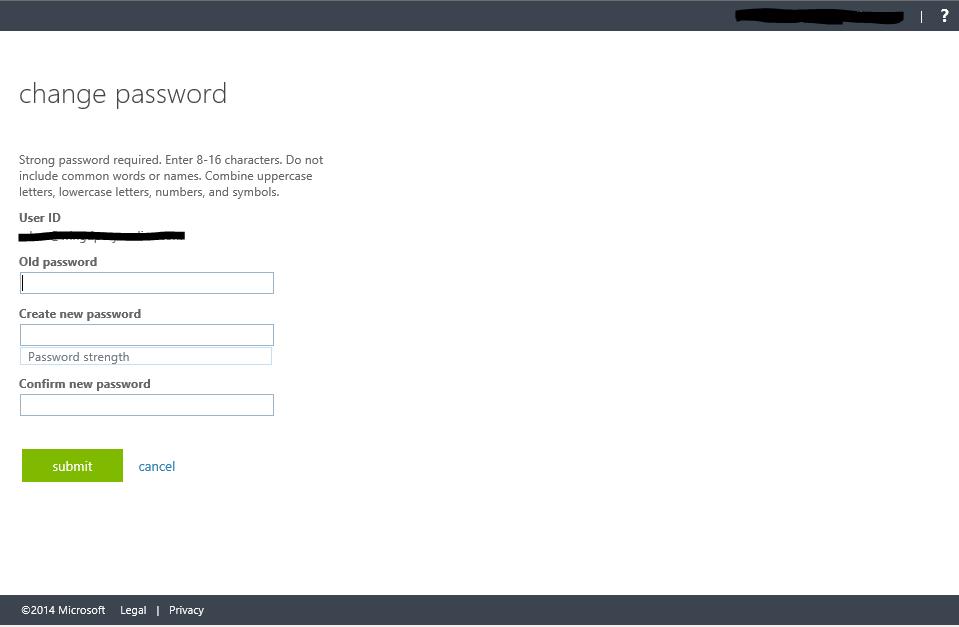 | ?
change password
Strong password required. Enter 8-16 characters. Do not
include common words or names. Combine uppercase
letters, lowercase letters, numbers, and symbols.
User ID
Old password
Create new password
Password strength
Confirm new password
submit cancel
©2014 Microsoft Legal | Privacy